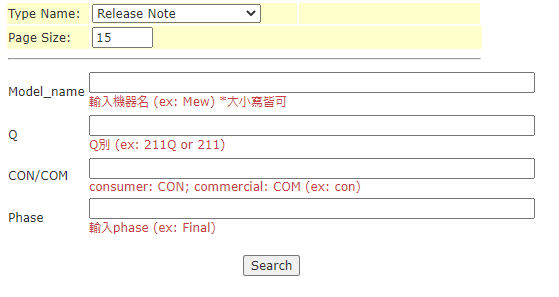 Type Name: Release Note
Page Size: 15
Model_name
輸入機器名 (ex: Mew) *大小寫皆可
Q
Q別 (ex: 211Q or 211)
CON/COM
consumer: CON; commercial: COM (ex: con)
Phase
輸入phase (ex: Final)
Search